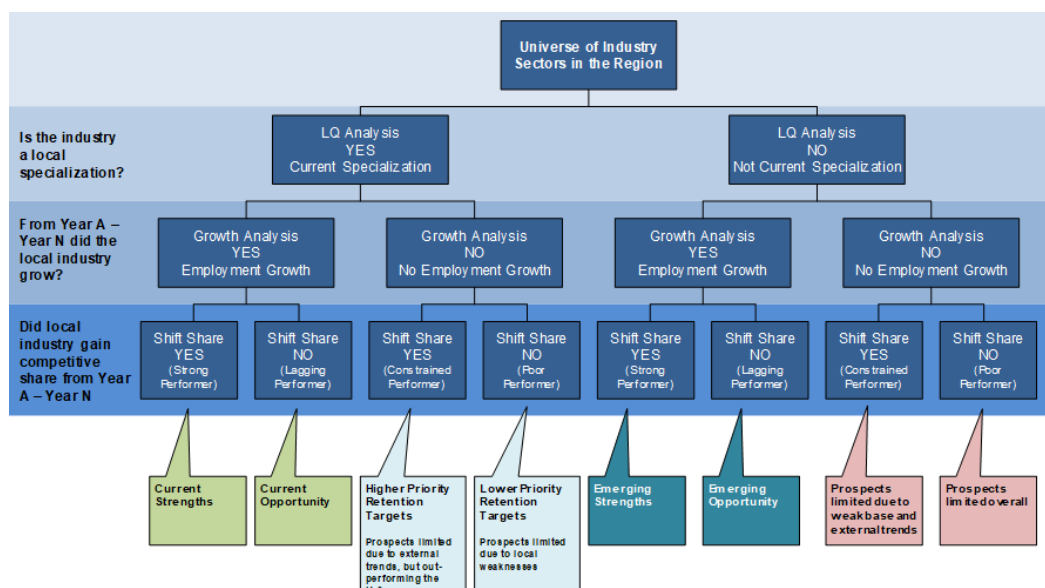 Universe of Industry
Sectors in the Region
Is the industry
a local
specialization?
LQ Analysis
YES
Current Specialization
LQ Analysis
NO
Not Current Specialization
From Year A –
Year N did the
local industry
grow?
Growth Analysis
YES
Employment Growth
Growth Analysis
NO
No Employment Growth
Growth Analysis
YES
Employment Growth
Growth Analysis
NO
No Employment Growth
Did local
industry gain
competitive
share from Year
A – Year N
Shift Share
YES
(Strong
Performer)
Shift Share
NO
(Lagging
Performer)
Shift Share
YES
(Constrained
Performer)
Shift Share
NO
(Poor
Performer)
Shift Share
YES
(Strong
Performer)
Shift Share
NO
(Lagging
Performer)
Shift Share
YES
(Constrained
Performer)
Shift Share
NO
(Poor
Performer)
Current
Strengths
Current
Opportunity
Higher Priority
Retention
Targets
Prospects limited
due to external
trends, but out-
performing the
Lower Priority
Retention
Targets
Prospects limited
due to local
weaknesses
Emerging
Strengths
Emerging
Opportunity
Prospects
limited due to
weak base and
external trends
Prospects
limited overall